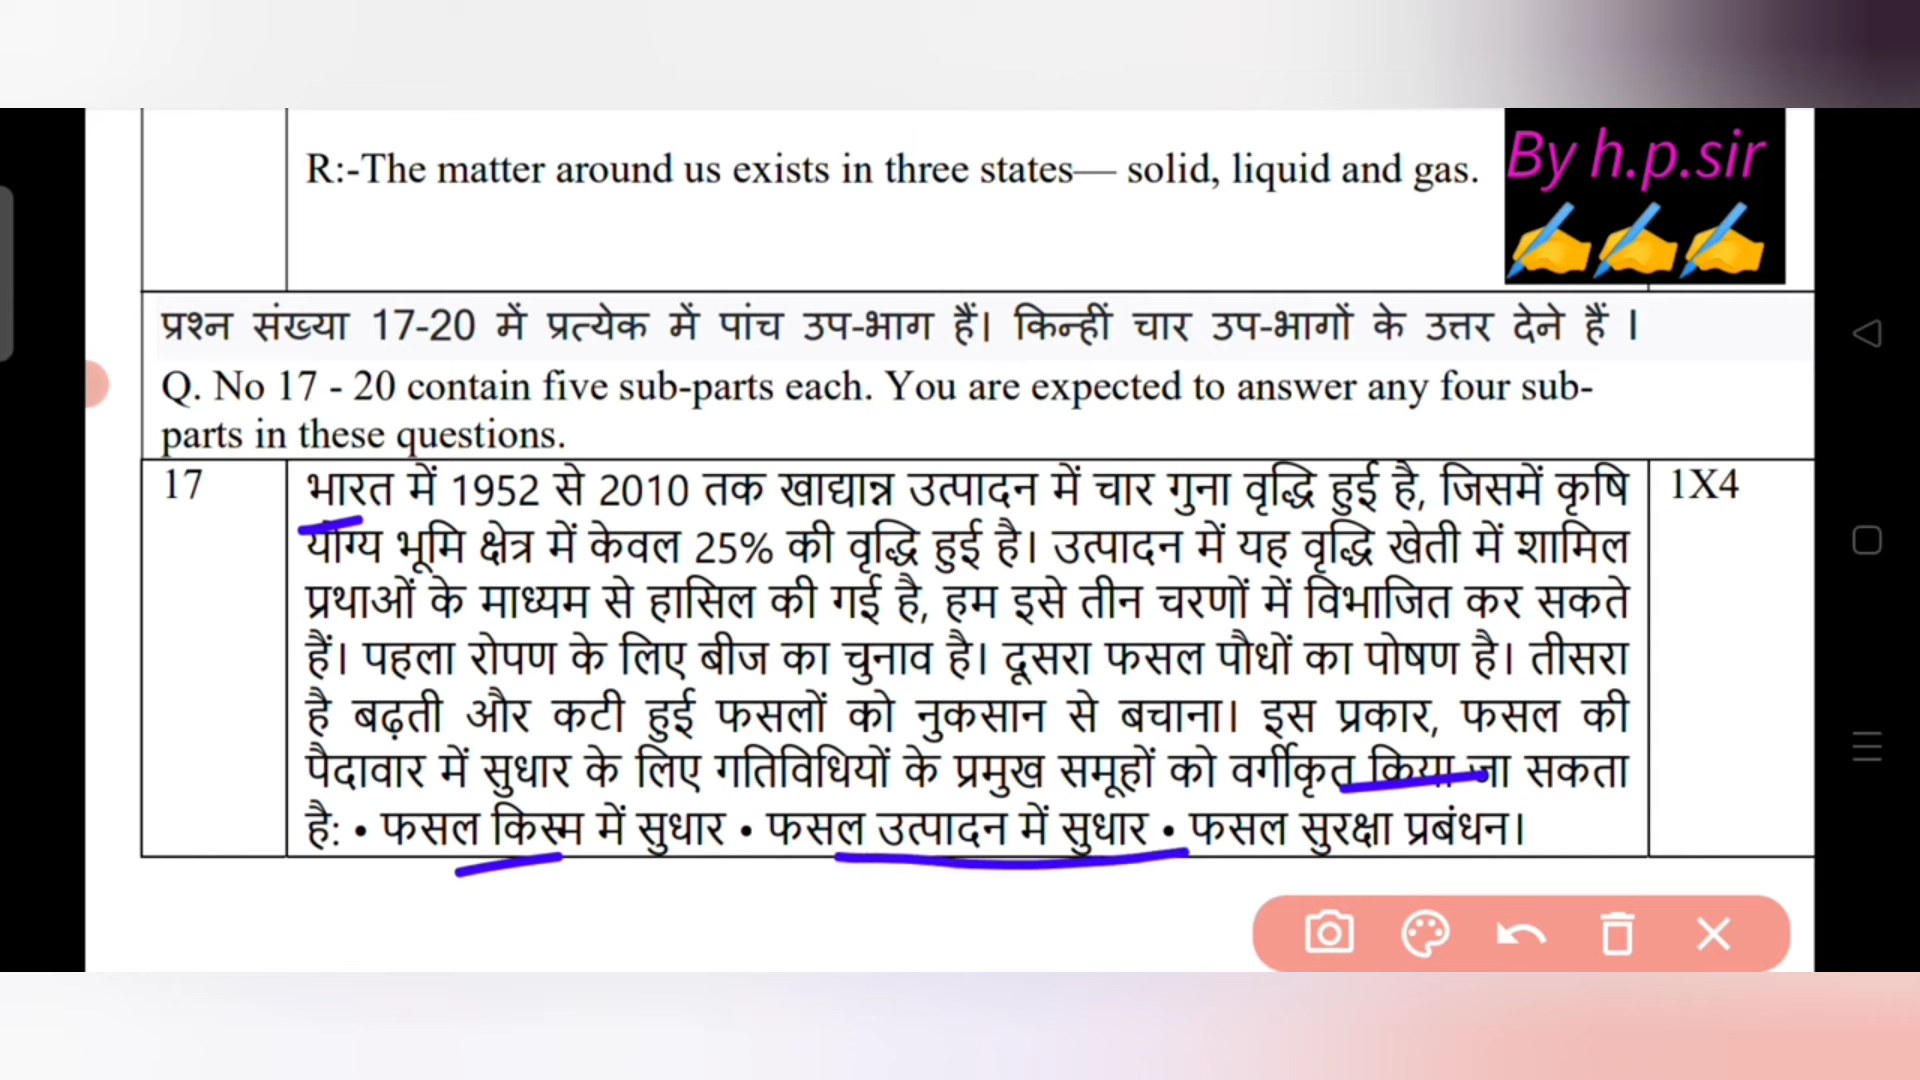 R:-The matter around us exists in three states— solid, liquid and gas.
By h.p.sir
प्रश्न संख्या 17-20 में प्रत्येक में पांच उप-भाग हैं। किन्हीं चार उप-भागों के उत्तर देने हैं ।
Q. No 17 - 20 contain five sub-parts each. You are expected to answer any four sub-
parts in these questions.
17 भारत में 1952 से 2010 तक खाद्यान्न उत्पादन में चार गुना वृद्धि हुई है, जिसमें कृषि 1X4
योग्य भूमि क्षेत्र में केवल 25% की वृद्धि हुई है। उत्पादन में यह वृद्धि खेती में शामिल
प्रथाओं के माध्यम से हासिल की गई है, हम इसे तीन चरणों में विभाजित कर सकते
हैं। पहला रोपण के लिए बीज का चुनाव है। दूसरा फसल पौधों का पोषण है। तीसरा
है बढ़ती और कटी हुई फसलों को नुकसान से बचाना। इस प्रकार, फसल की
पैदावार में सुधार के लिए गतिविधियों के प्रमुख समूहों को वर्गीकृत किया जा सकता
है: • फसल किस्म में सुधार • फसल उत्पादन में सुधार • फसल सुरक्षा प्रबंधन।